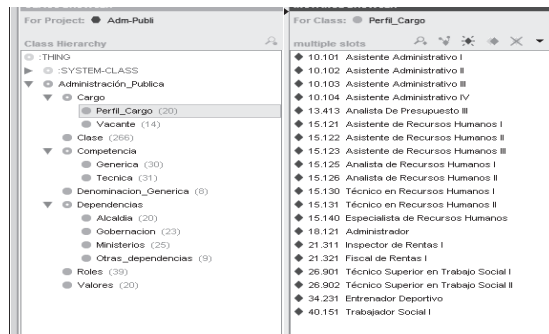 For Project: Adm-Publi
Class Hierarchy
:THING
:SYSTEM-CLASS
Administración_Publica
Cargo
Perfil_Cargo (20)
Vacante (14)
Clase (266)
Competencia
Generica (30)
Tecnica (31)
Denominacion_Generica (8)
Dependencias
Alcaldia (20)
Gobernacion (23)
Ministerios (25)
Otras_dependencias (9)
Roles (39)
Valores (20)
For Class: Perfil_Cargo
multiple slots
10.101 Asistente Administrativo I
10.102 Asistente Administrativo II
10.103 Asistente Administrativo III
10.104 Asistente Administrativo IV
13.413 Analista De Presupuesto III
15.121 Asistente de Recursos Humanos I
15.122 Asistente de Recursos Humanos II
15.123 Asistente de Recursos Humanos III
15.125 Analista de Recursos Humanos I
15.126 Analista de Recursos Humanos II
15.130 Técnico en Recursos Humanos I
15.131 Técnico en Recursos Humanos II
15.140 Especialista de Recursos Humanos
18.121 Administrador
21.311 Inspector de Rentas I
21.321 Fiscal de Rentas I
26.901 Técnico Superior en Trabajo Social I
26.902 Técnico Superior en Trabajo Social II
34.231 Entrenador Deportivo
40.151 Trabajador Social I